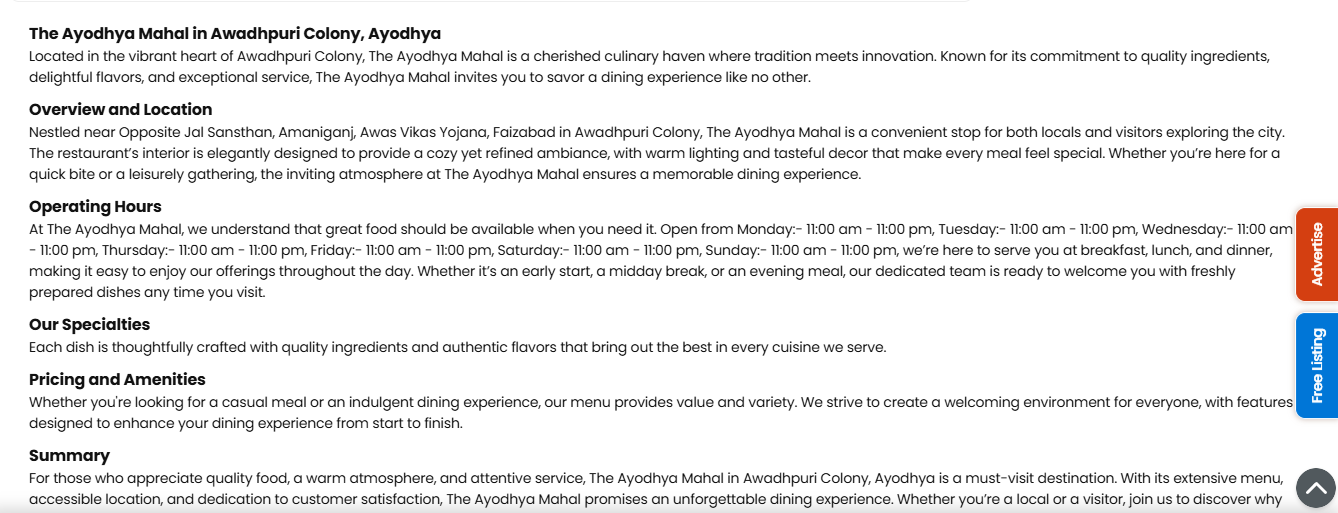 The Ayodhya Mahal in Awadhpuri Colony, Ayodhya
Located in the vibrant heart of Awadhpuri Colony, The Ayodhya Mahal is a cherished culinary haven where tradition meets innovation. Known for its commitment to quality ingredients,
delightful flavors, and exceptional service, The Ayodhya Mahal invites you to savor a dining experience like no other.
Overview and Location
Nestled near Opposite Jal Sansthan, Amaniganj, Awas Vikas Yojana, Faizabad in Awadhpuri Colony, The Ayodhya Mahal is a convenient stop for both locals and visitors exploring the city.
The restaurant’s interior is elegantly designed to provide a cozy yet refined ambiance, with warm lighting and tasteful decor that make every meal feel special. Whether you’re here for a
quick bite or a leisurely gathering, the inviting atmosphere at The Ayodhya Mahal ensures a memorable dining experience.
Operating Hours
At The Ayodhya Mahal, we understand that great food should be available when you need it. Open from Monday:- 11:00 am - 11:00 pm, Tuesday:- 11:00 am - 11:00 pm, Wednesday:- 11:00 am
- 11:00 pm, Thursday:- 11:00 am - 11:00 pm, Friday:- 11:00 am - 11:00 pm, Saturday:- 11:00 am - 11:00 pm, Sunday:- 11:00 am - 11:00 pm, we’re here to serve you at breakfast, lunch, and dinner,
making it easy to enjoy our offerings throughout the day. Whether it’s an early start, a midday break, or an evening meal, our dedicated team is ready to welcome you with freshly
prepared dishes any time you visit.
Our Specialties
Each dish is thoughtfully crafted with quality ingredients and authentic flavors that bring out the best in every cuisine we serve.
Pricing and Amenities
Whether you're looking for a casual meal or an indulgent dining experience, our menu provides value and variety. We strive to create a welcoming environment for everyone, with features
designed to enhance your dining experience from start to finish.
Summary
For those who appreciate quality food, a warm atmosphere, and attentive service, The Ayodhya Mahal in Awadhpuri Colony, Ayodhya is a must-visit destination. With its extensive menu,
accessible location, and dedication to customer satisfaction, The Ayodhya Mahal promises an unforgettable dining experience. Whether you’re a local or a visitor, join us to discover why
Advertise
Free Listing